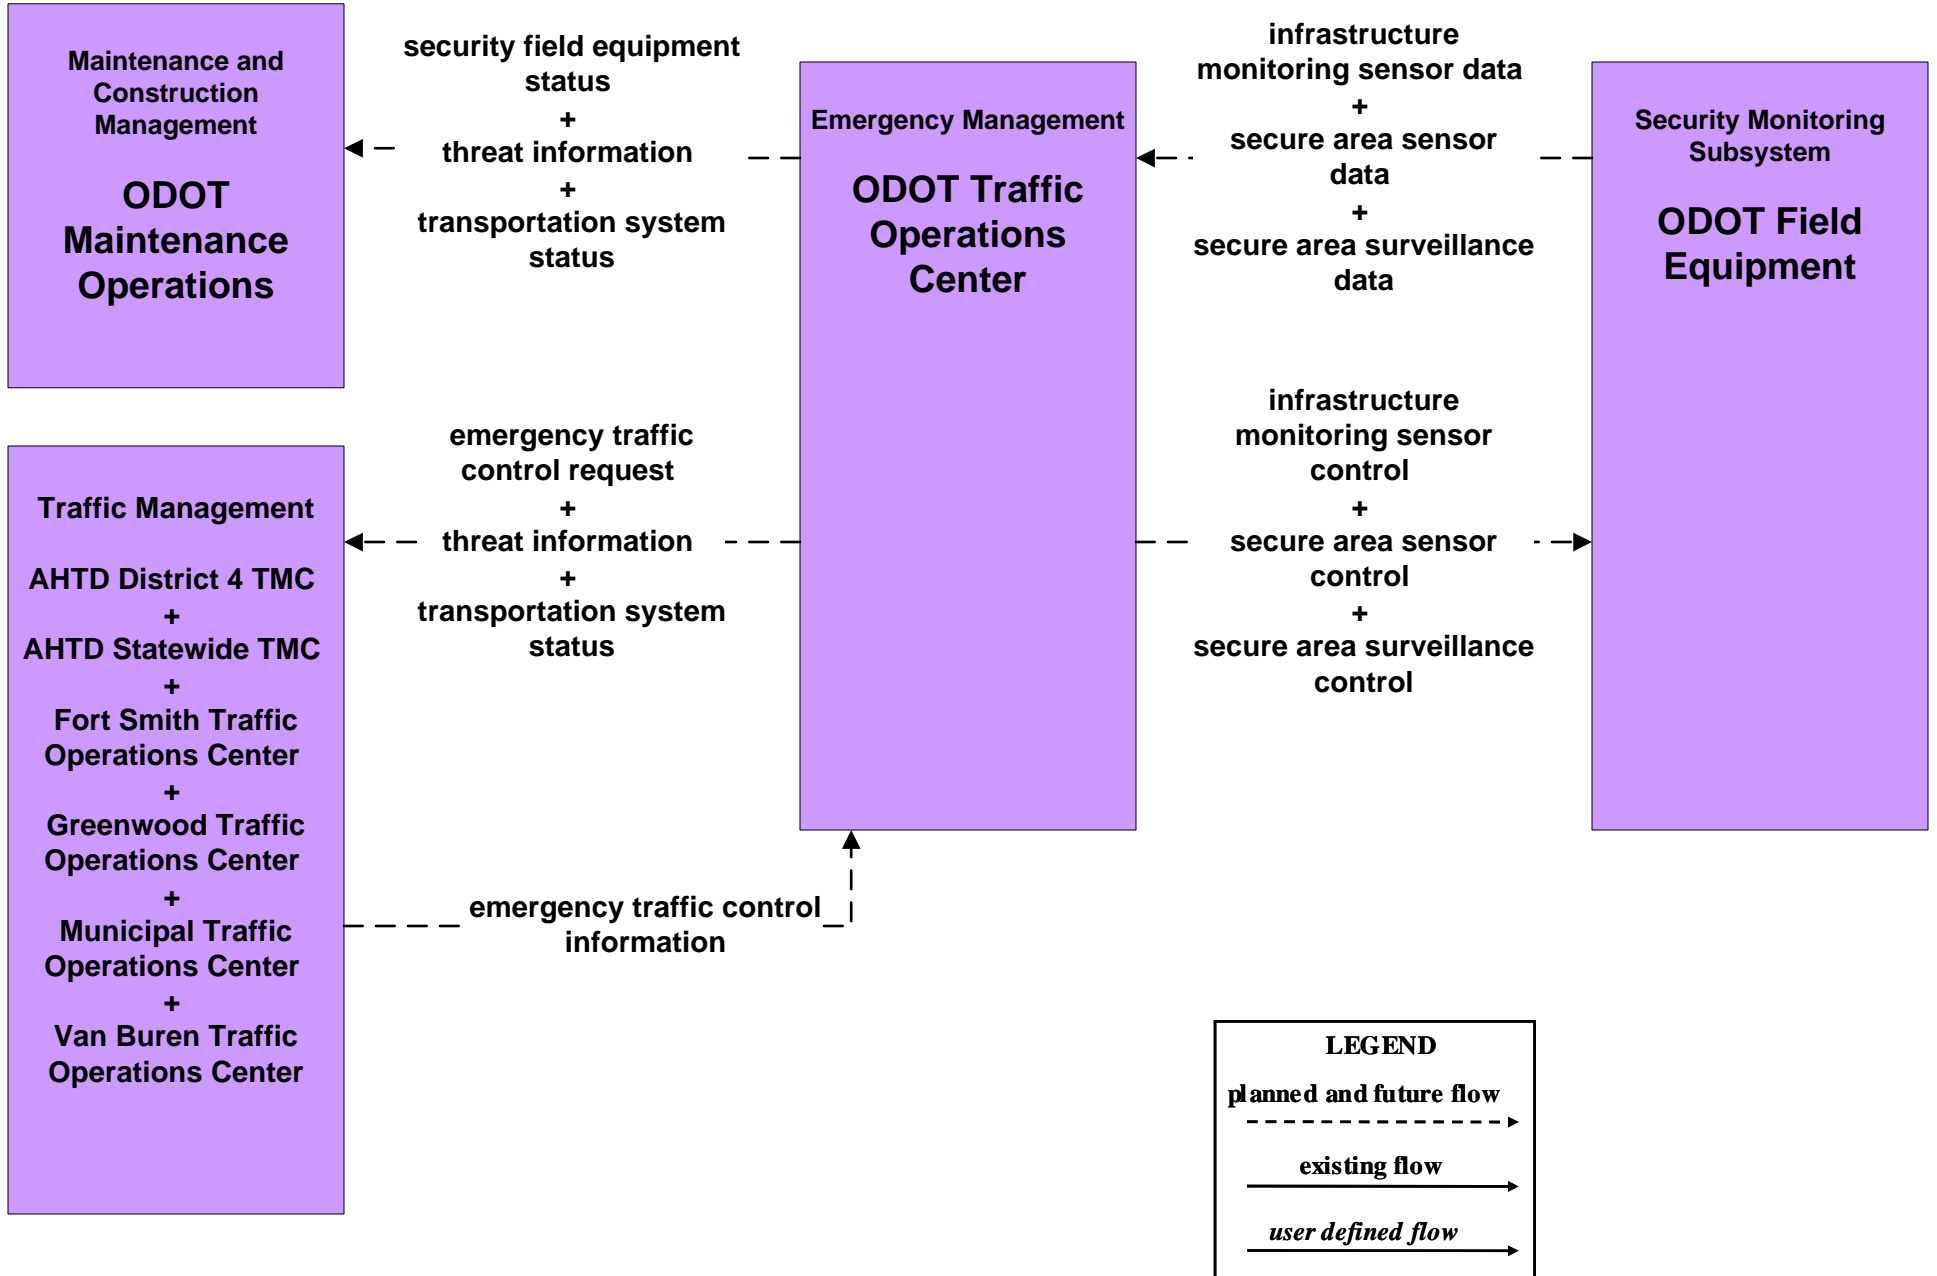 Maintenance and
Construction
Management
ODOT
Maintenance
Operations
security field equipment
status
+
threat information
+
transportation system
status
Emergency Management
ODOT Traffic
Operations
Center
infrastructure
monitoring sensor data
+
secure area sensor
data
+
secure area surveillance
data
Security Monitoring
Subsystem
ODOT Field
Equipment
Traffic Management
AHTD District 4 TMC
+
AHTD Statewide TMC
+
Fort Smith Traffic
Operations Center
+
Greenwood Traffic
Operations Center
+
Municipal Traffic
Operations Center
+
Van Buren Traffic
Operations Center
emergency traffic
control request
+
threat information
+
transportation system
status
infrastructure
monitoring sensor
control
+
secure area sensor
control
+
secure area surveillance
control
emergency traffic control
information
LEGEND
planned and future flow
existing flow
user defined flow